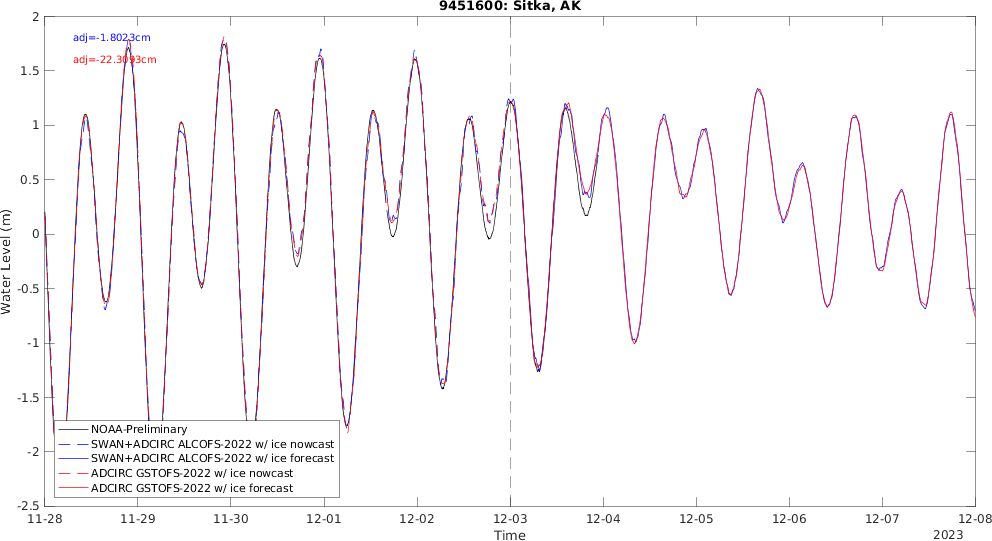 9451600: Sitka, AK
adj=-1.8023cm
adj=-22.3093cm
2
1.5
1
0.5
0
-0.5
-1
-1.5
-2
-2.5
Water Level (m)
NOAA-Preliminary
SWAN+ADCIRC ALCOFS-2022 w/ ice nowcast
SWAN+ADCIRC ALCOFS-2022 w/ ice forecast
ADCIRC GSTOFS-2022 w/ ice nowcast
ADCIRC GSTOFS-2022 w/ ice forecast
11-28 11-29 11-30 12-01 12-02 12-03 12-04 12-05 12-06 12-07 12-08
Time
2023